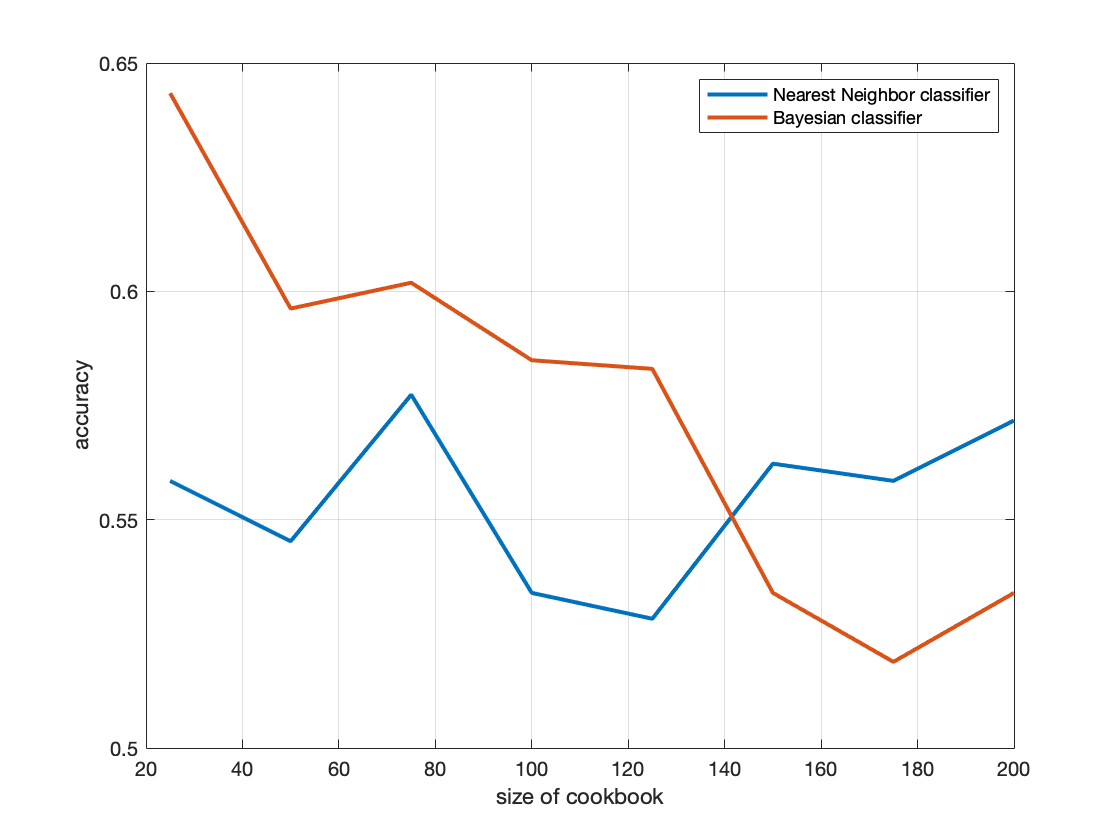 0.65
Nearest Neighbor classifier
Bayesian classifier
0.6
accuracy
0.55
0.5
20 40 60 80 100 120 140 160 180 200
size of cookbook